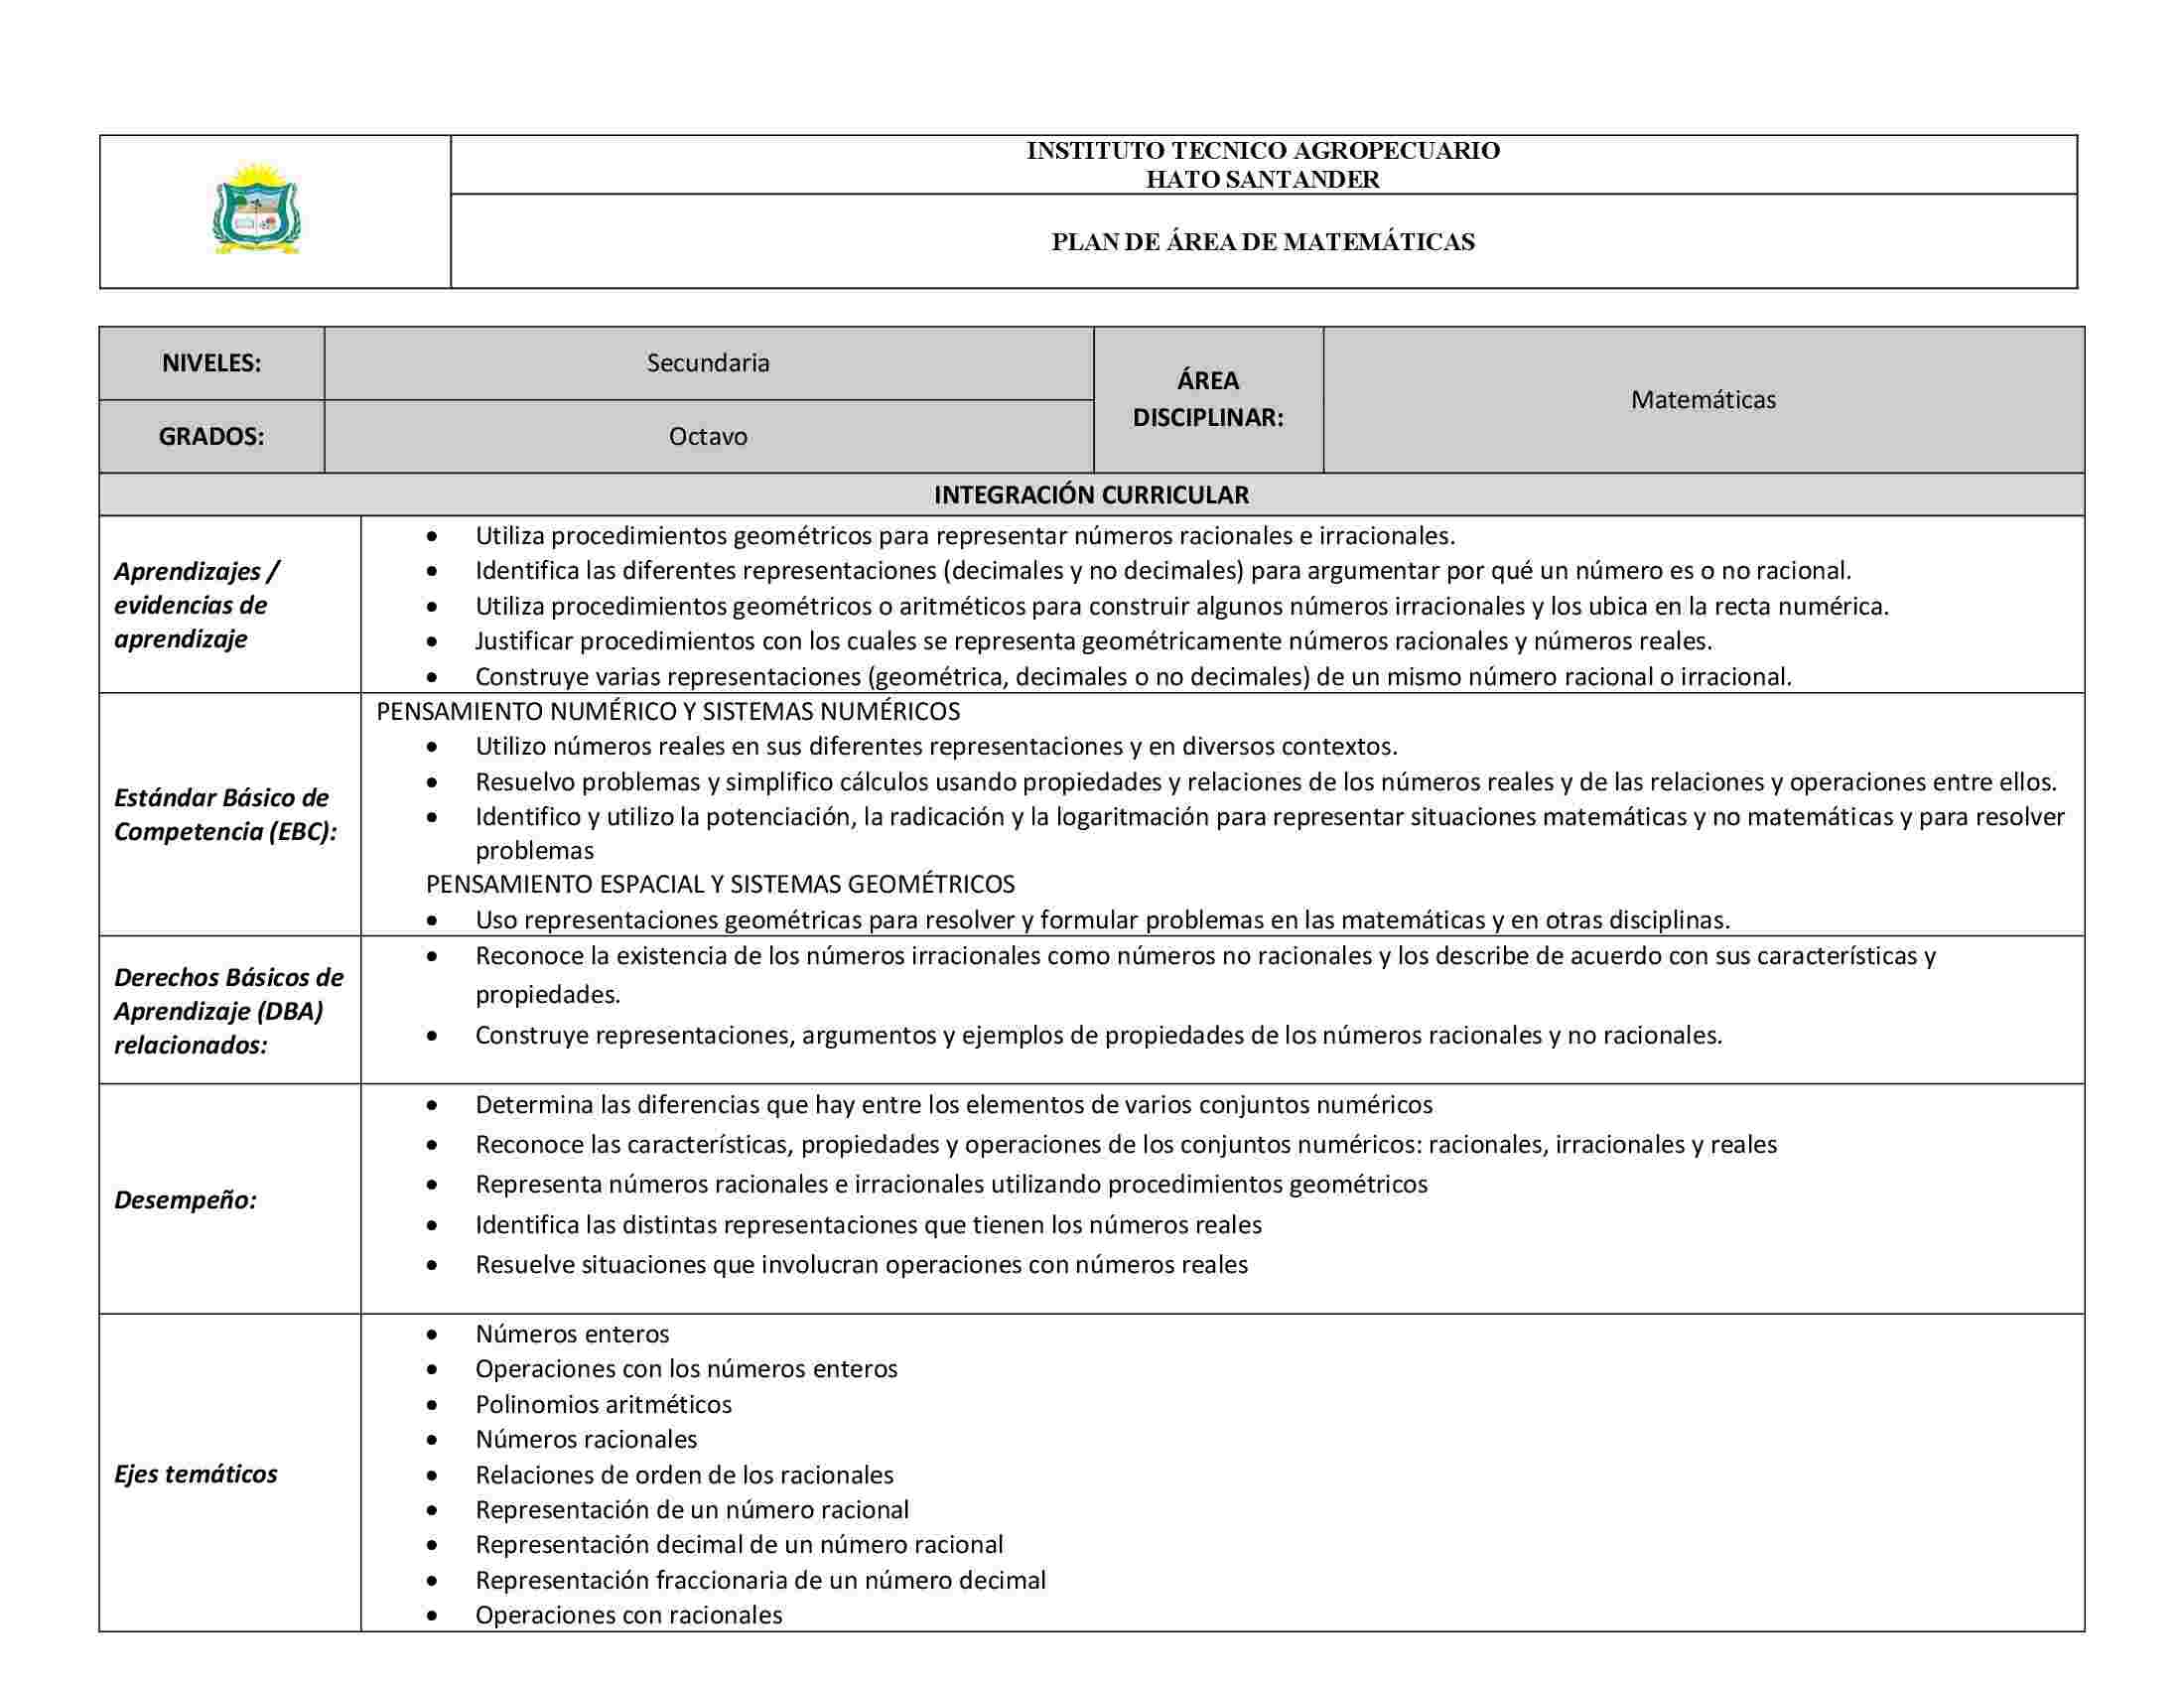 INSTITUTO TECNICO AGROPECUARIO
HATO SANTANDER
PLAN DE ÁREA DE MATEMÁTICAS
NIVELES:
Secundaria
ÁREA
DISCIPLINAR:
Matemáticas
GRADOS:
Octavo
INTEGRACIÓN CURRICULAR
Aprendizajes /
evidencias de
aprendizaje
• Utiliza procedimientos geométricos para representar números racionales e irracionales.
• Identifica las diferentes representaciones (decimales y no decimales) para argumentar por qué un número es o no racional.
• Utiliza procedimientos geométricos o aritméticos para construir algunos números irracionales y los ubica en la recta numérica.
• Justificar procedimientos con los cuales se representa geométricamente números racionales y números reales.
• Construye varias representaciones (geométrica, decimales o no decimales) de un mismo número racional o irracional.
Estándar Básico de
Competencia (EBC):
PENSAMIENTO NUMÉRICO Y SISTEMAS NUMÉRICOS
• Utilizo números reales en sus diferentes representaciones y en diversos contextos.
• Resuelvo problemas y simplifico cálculos usando propiedades y relaciones de los números reales y de las relaciones y operaciones entre ellos.
• Identifico y utilizo la potenciación, la radicación y la logaritmación para representar situaciones matemáticas y no matemáticas y para resolver
problemas
PENSAMIENTO ESPACIAL Y SISTEMAS GEOMÉTRICOS
• Uso representaciones geométricas para resolver y formular problemas en las matemáticas y en otras disciplinas.
Derechos Básicos de
Aprendizaje (DBA)
relacionados:
• Reconoce la existencia de los números irracionales como números no racionales y los describe de acuerdo con sus características y
propiedades.
• Construye representaciones, argumentos y ejemplos de propiedades de los números racionales y no racionales.
Desempeño:
• Determina las diferencias que hay entre los elementos de varios conjuntos numéricos
• Reconoce las características, propiedades y operaciones de los conjuntos numéricos: racionales, irracionales y reales
• Representa números racionales e irracionales utilizando procedimientos geométricos
• Identifica las distintas representaciones que tienen los números reales
• Resuelve situaciones que involucran operaciones con números reales
Ejes temáticos
• Números enteros
• Operaciones con los números enteros
• Polinomios aritméticos
• Números racionales
• Relaciones de orden de los racionales
• Representación de un número racional
• Representación decimal de un número racional
• Representación fraccionaria de un número decimal
• Operaciones con racionales